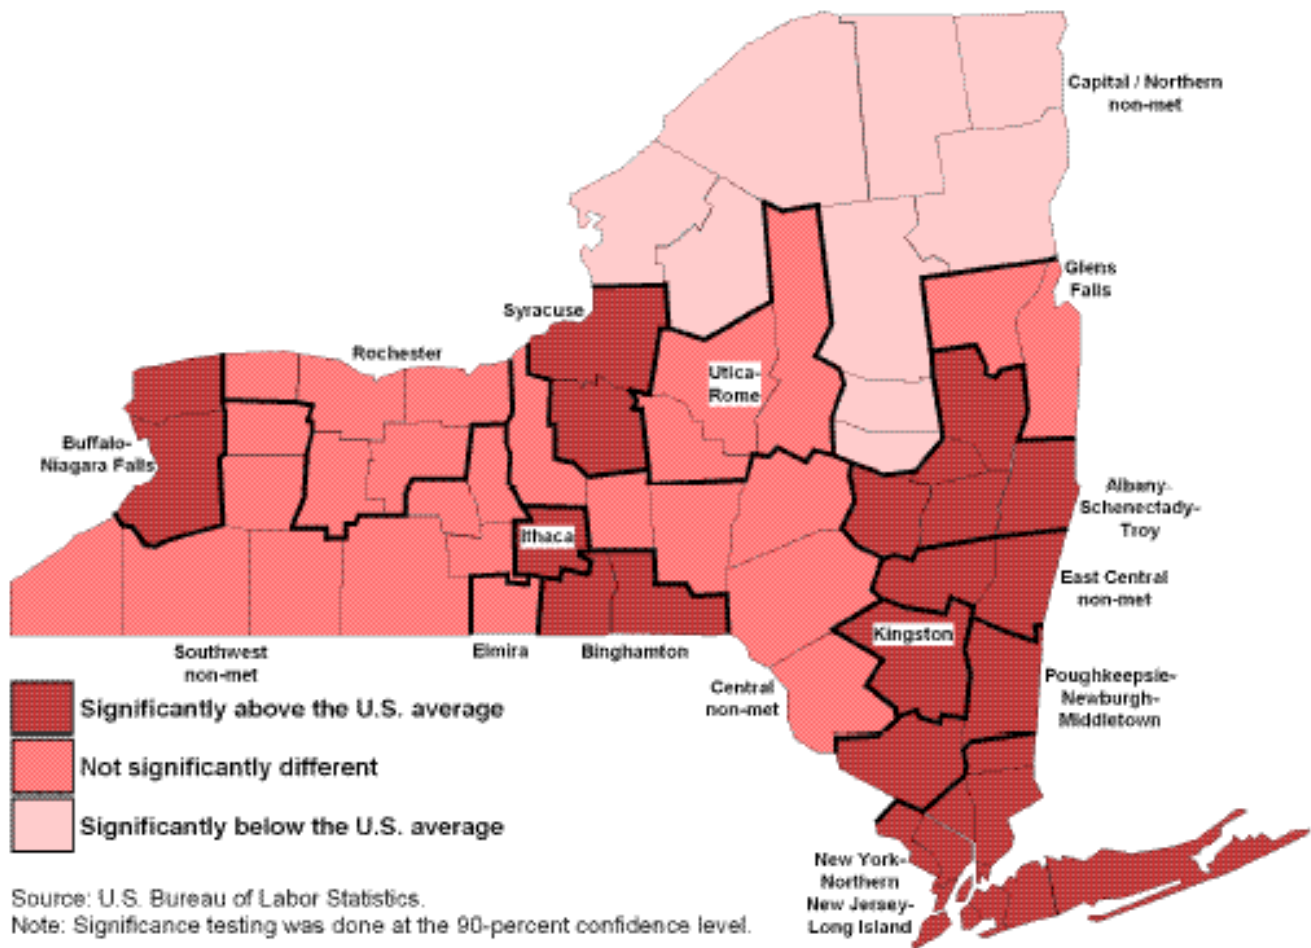 Capital / Northern
non-met
Glens
Falls
Syracuse
Rochester
Utica-
Rome
Buffalo-
Niagara Falls
Albany-
Schenectady-
Troy
Ithaca
East Central
non-met
Kingston
Southwest
non-met
Elmira
Binghamton
Central
non-met
Poughkeepsie-
Newburgh-
Middletown
Significantly above the U.S. average
Not significantly different
Significantly below the U.S. average
New York-
Northern
New Jersey-
Long Island
Source: U.S. Bureau of Labor Statistics.
Note: Significance testing was done at the 90-percent confidence level.